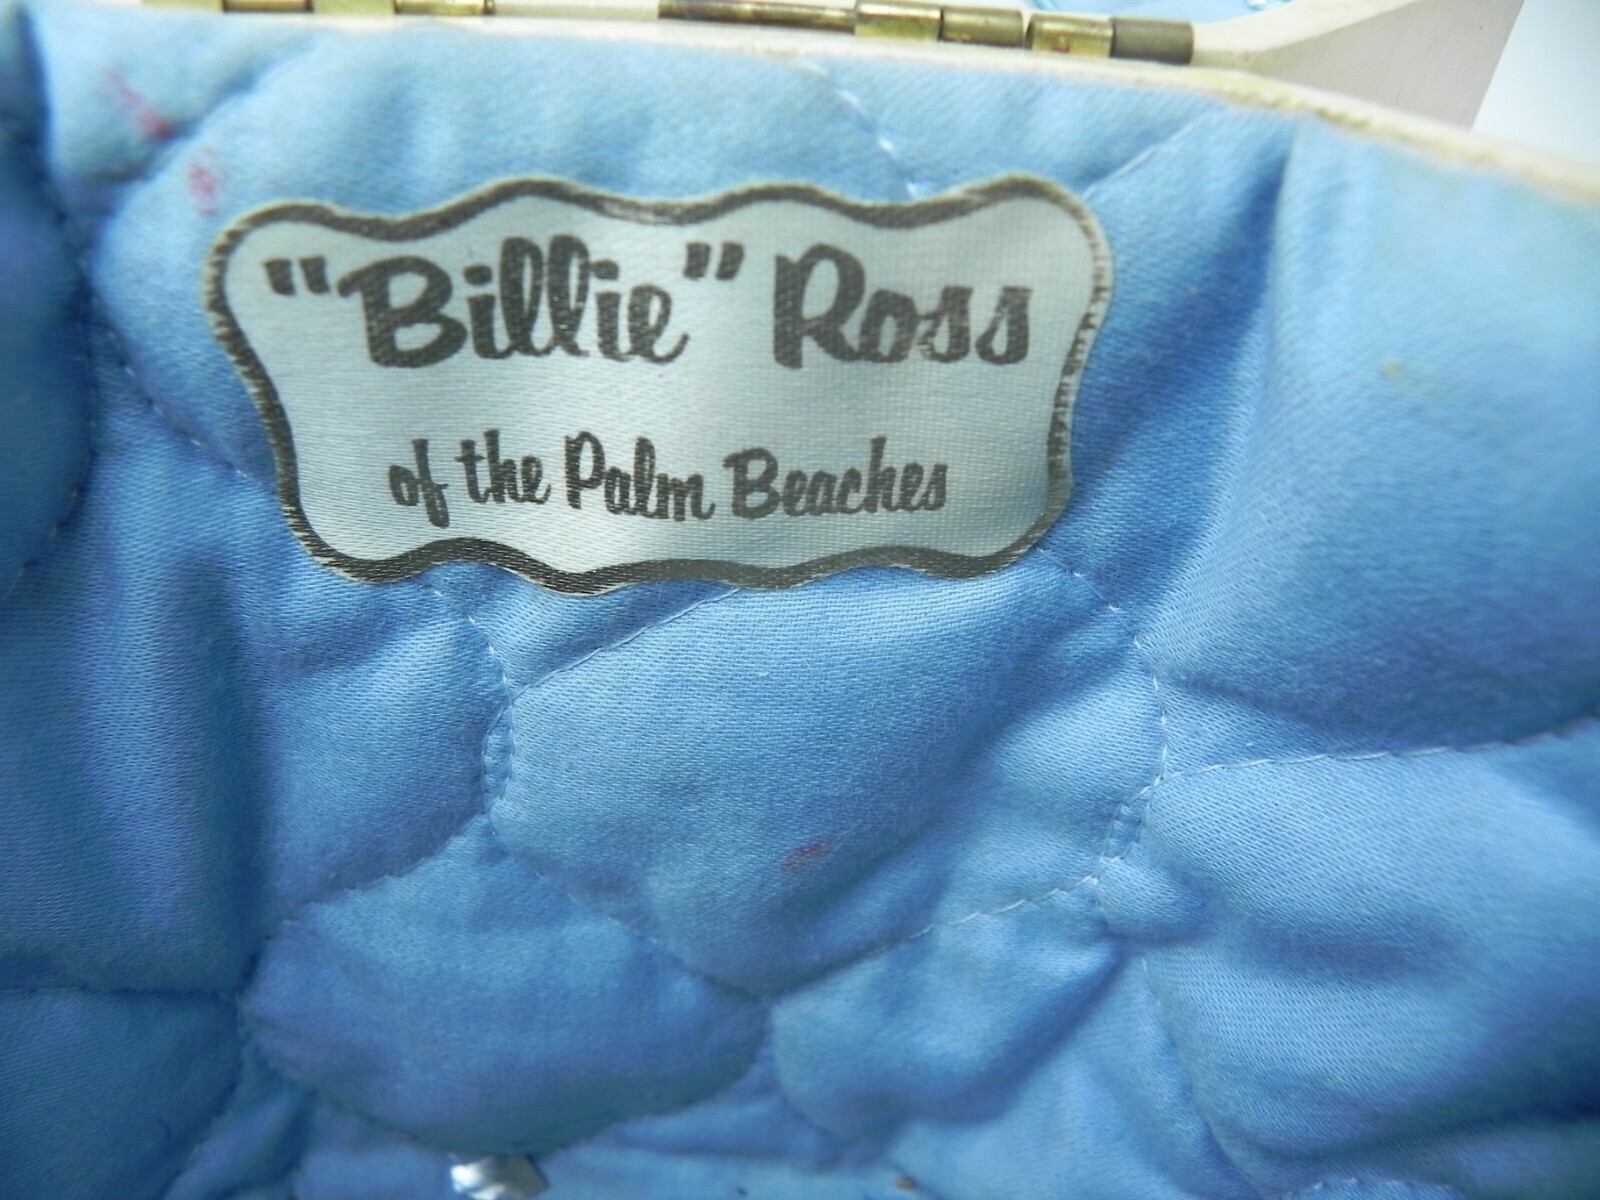 "Billie" Ross
of the Palm Beaches